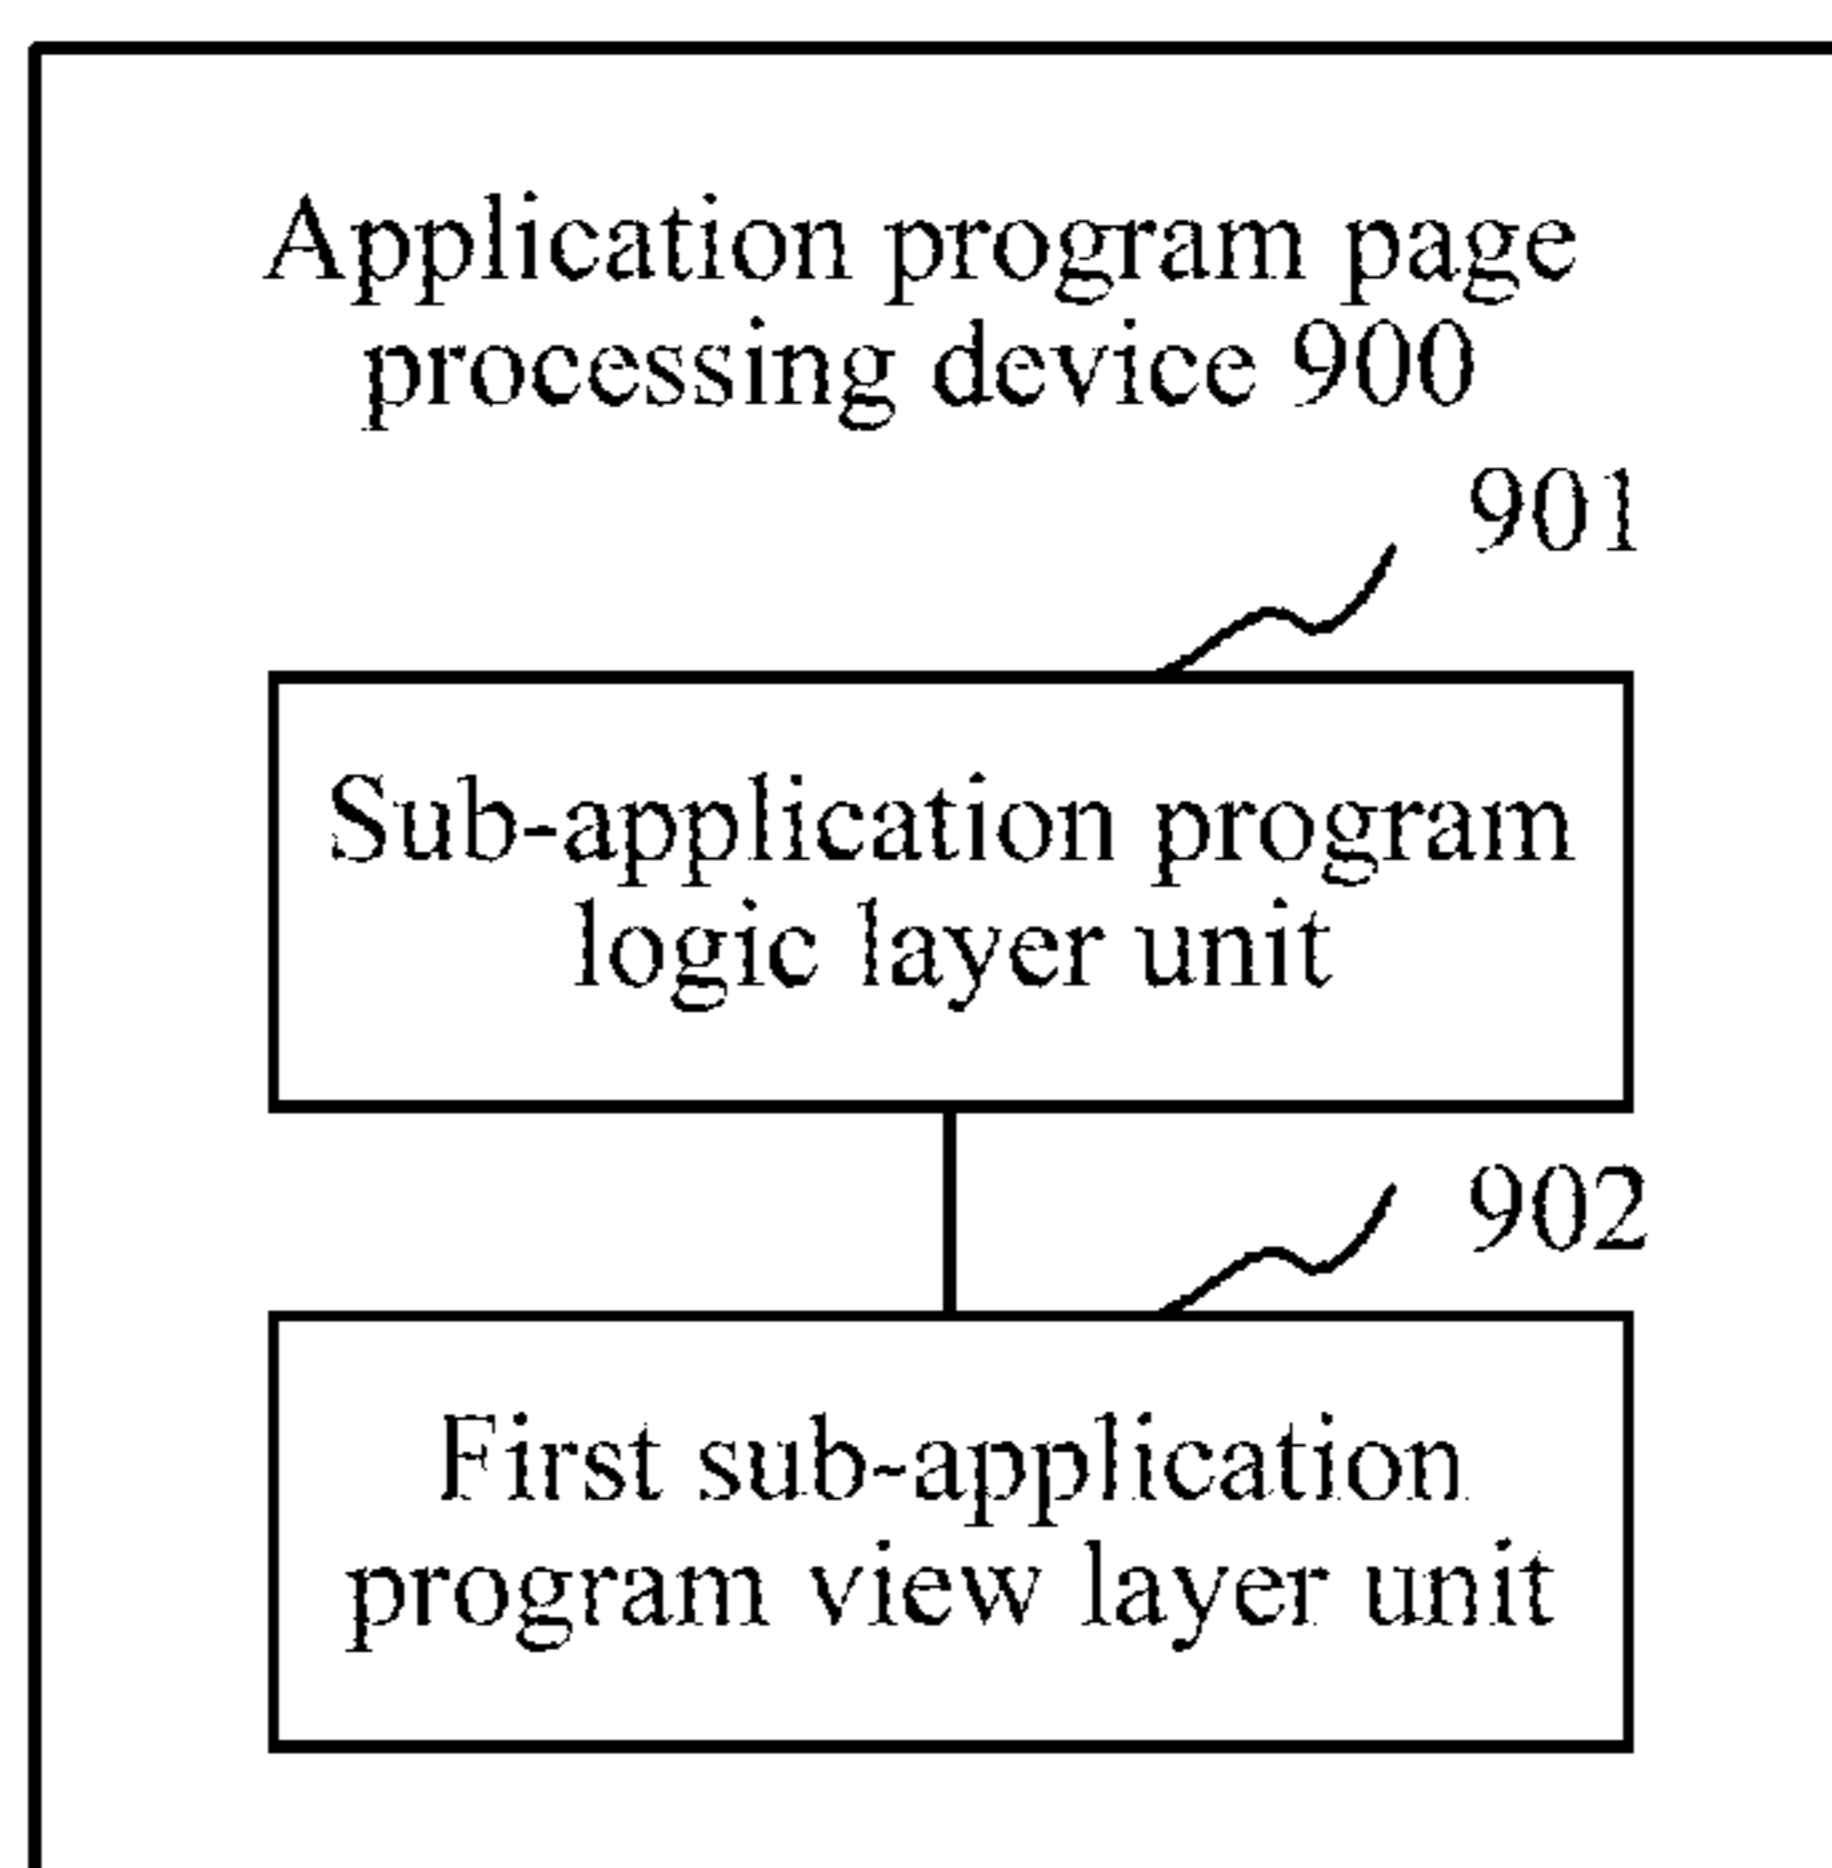 Application program page
processing device 900
901
Sub-application program
logic layer unit
902
First sub-application
program view layer unit